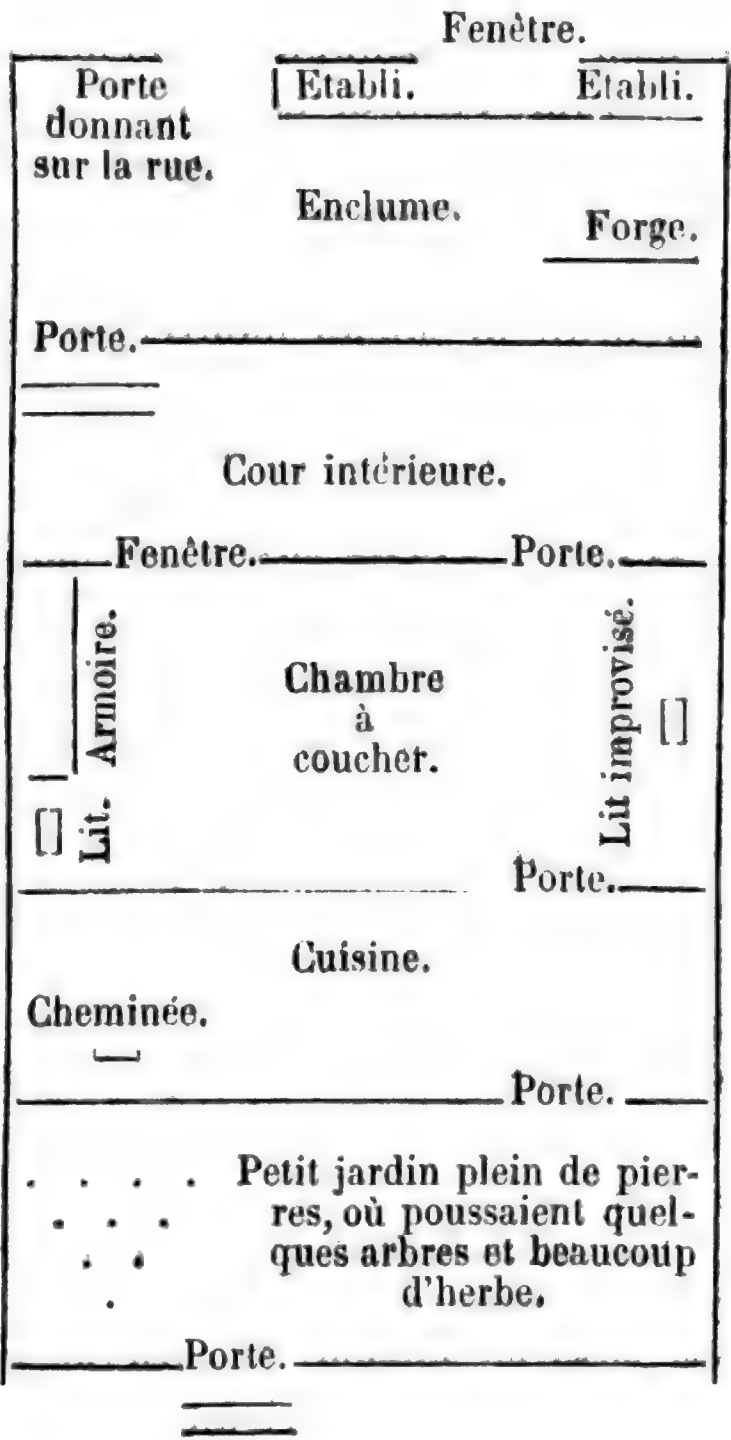 Fenètre.
Porte
donnant
sur la rue.
Etabli. Etabli.
Enclume.
Forge.
Porte.
Cour intérieure.
Fenêtre. Porte.
Armoire.
Chambre
à
coucher.
Lit improvisé.
Lit.
Porte.
Cuisine.
Cheminée.
Porte.
Petit jardin plein de pier-
res, où poussaient quel-
ques arbres et beaucoup
d'herbe.
Porte.